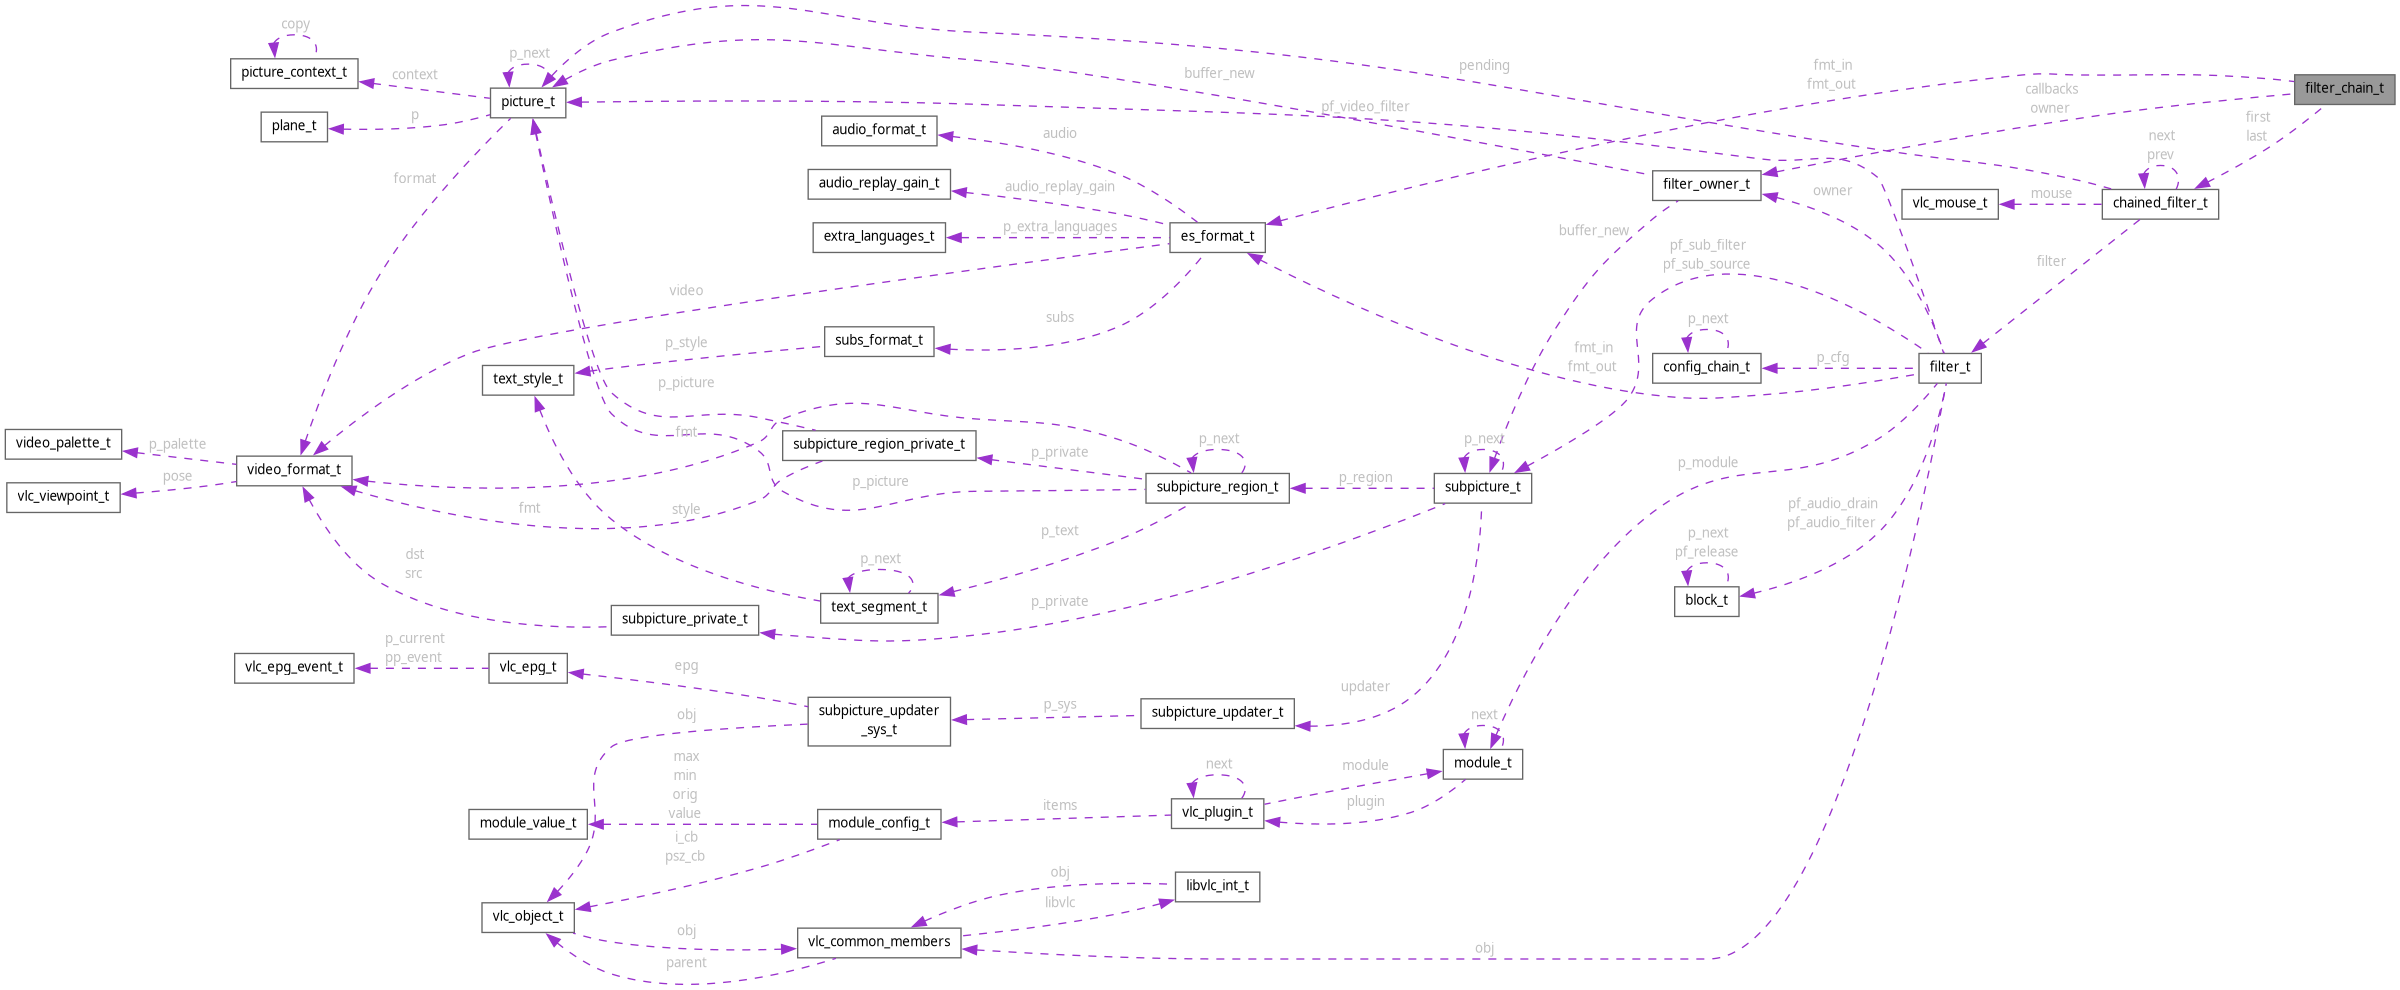 copy
p_next
picture_context_t
context
picture_t
p
plane_t
format
pending
buffer_new
pf_video_filter
fmt_in
fmt_out
filter_chain_t
callbacks
owner
first
last
audio_format_t
audio
audio_replay_gain_t
audio_replay_gain
extra_languages_t
p_extra_languages
es_format_t
filter_owner_t
owner
vlc_mouse_t
mouse
next
prev
chained_filter_t
buffer_new
pf_sub_filter
pf_sub_source
filter
video
subs
subs_format_t
p_style
text_style_t
p_picture
fmt_in
fmt_out
p_next
config_chain_t
p_cfg
filter_t
video_palette_t
p_palette
video_format_t
pose
vlc_viewpoint_t
fmt
subpicture_region_private_t
p_private
p_next
subpicture_region_t
p_region
p_next
subpicture_t
p_module
fmt
style
p_picture
p_text
p_next
text_segment_t
dst
src
subpicture_private_t
p_private
pf_audio_drain
pf_audio_filter
p_next
pf_release
block_t
vlc_epg_event_t
p_current
pp_event
vlc_epg_t
epg
subpicture_updater
_sys_t
p_sys
subpicture_updater_t
updater
obj
max
min
orig
value
module_value_t
module_config_t
items
next
vlc_plugin_t
module
plugin
next
module_t
i_cb
psz_cb
vlc_object_t
obj
parent
vlc_common_members
obj
libvlc
libvlc_int_t
obj